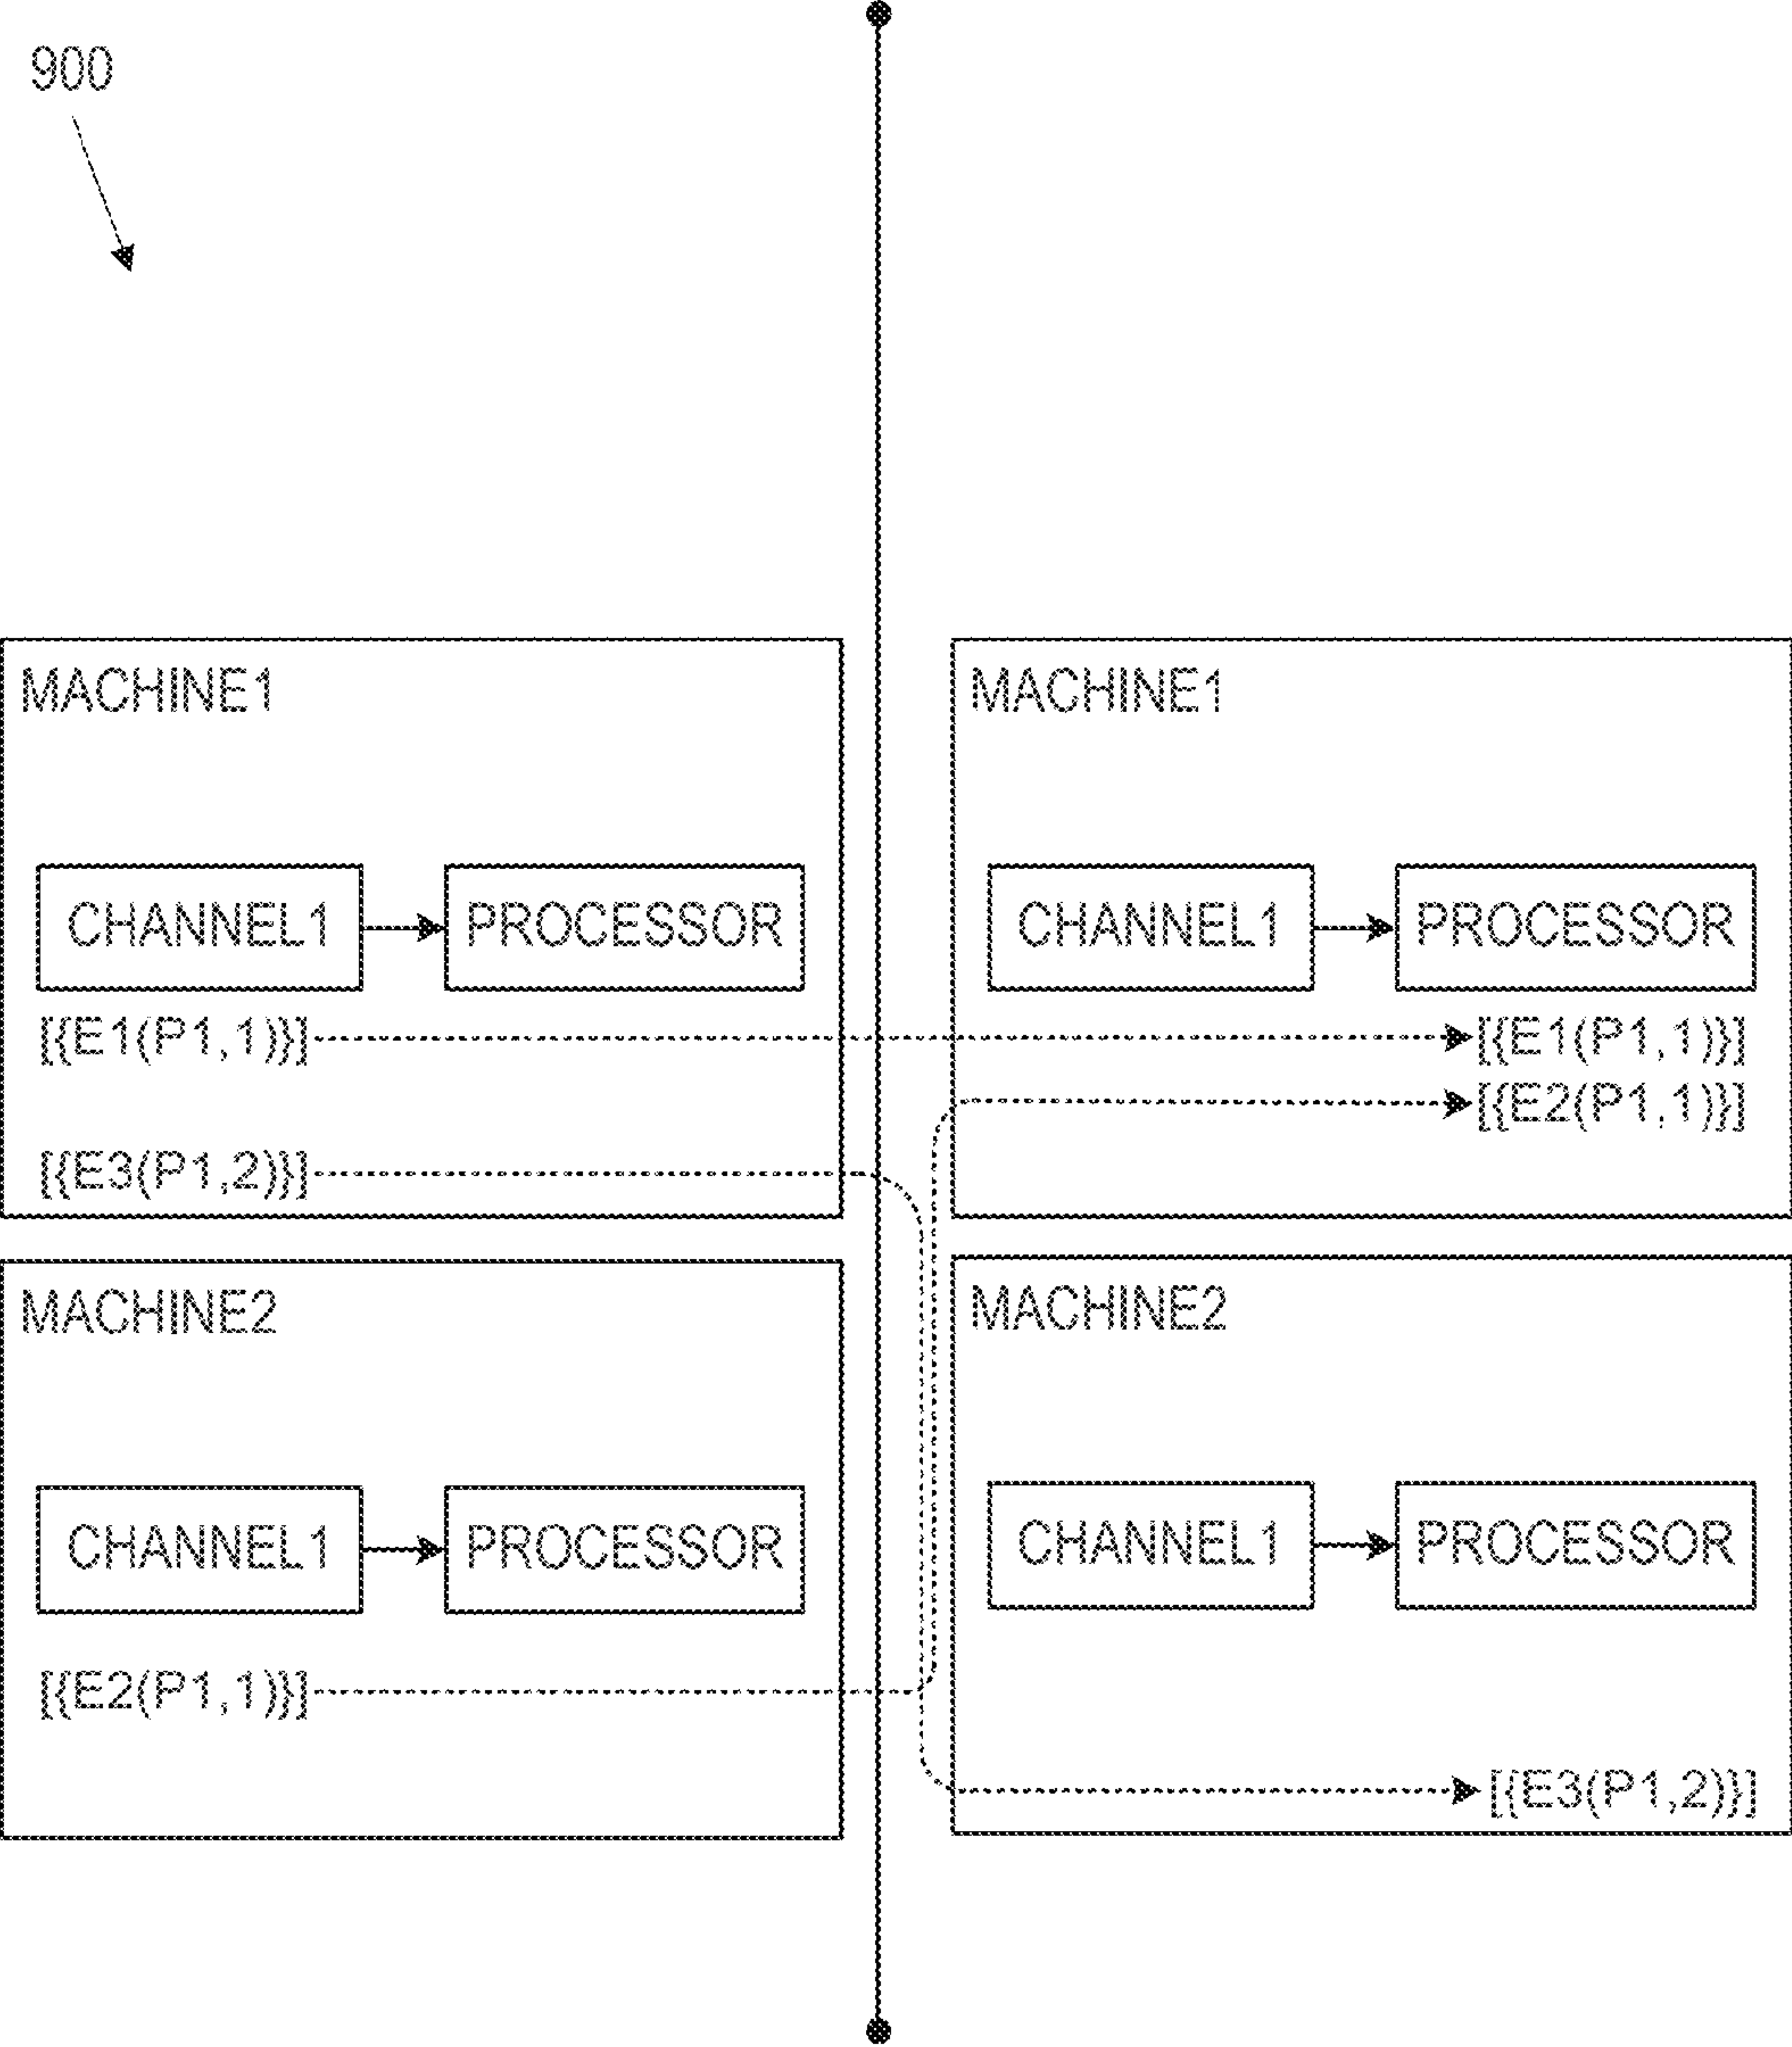 900
MACHINE1
CHANNEL1
PROCESSOR
[{E1(P1,1)}]
[{E3(P1,2)}]
MACHINE2
CHANNEL1
PROCESSOR
[{E2(P1,1)}]
MACHINE1
CHANNEL1
PROCESSOR
[{E1(P1,1)}]
[{E2(P1,1)}]
MACHINE2
CHANNEL1
PROCESSOR
[{E3(P1,2)}]